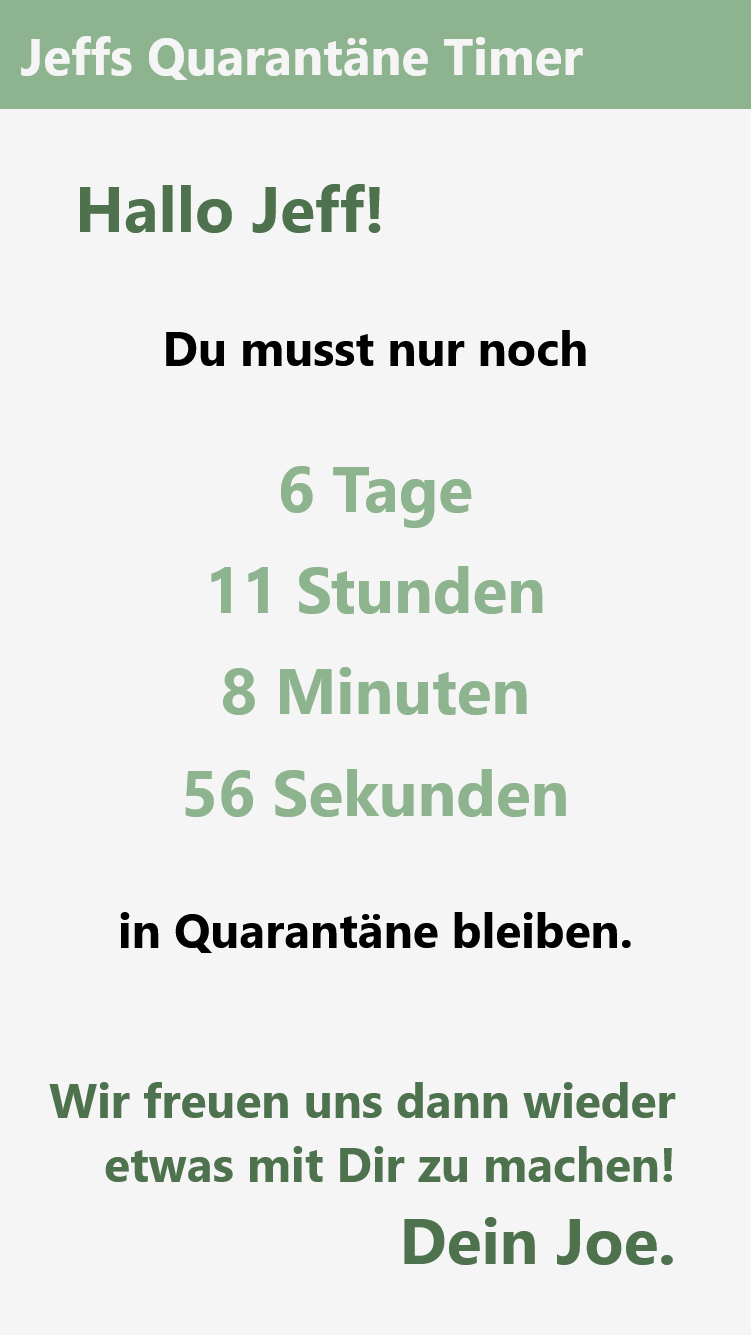 Jeffs Quarantäne Timer
Hallo Jeff!
Du musst nur noch
6 Tage
11 Stunden
8 Minuten
56 Sekunden
in Quarantäne bleiben.
Wir freuen uns dann wieder
etwas mit Dir zu machen!
Dein Joe.